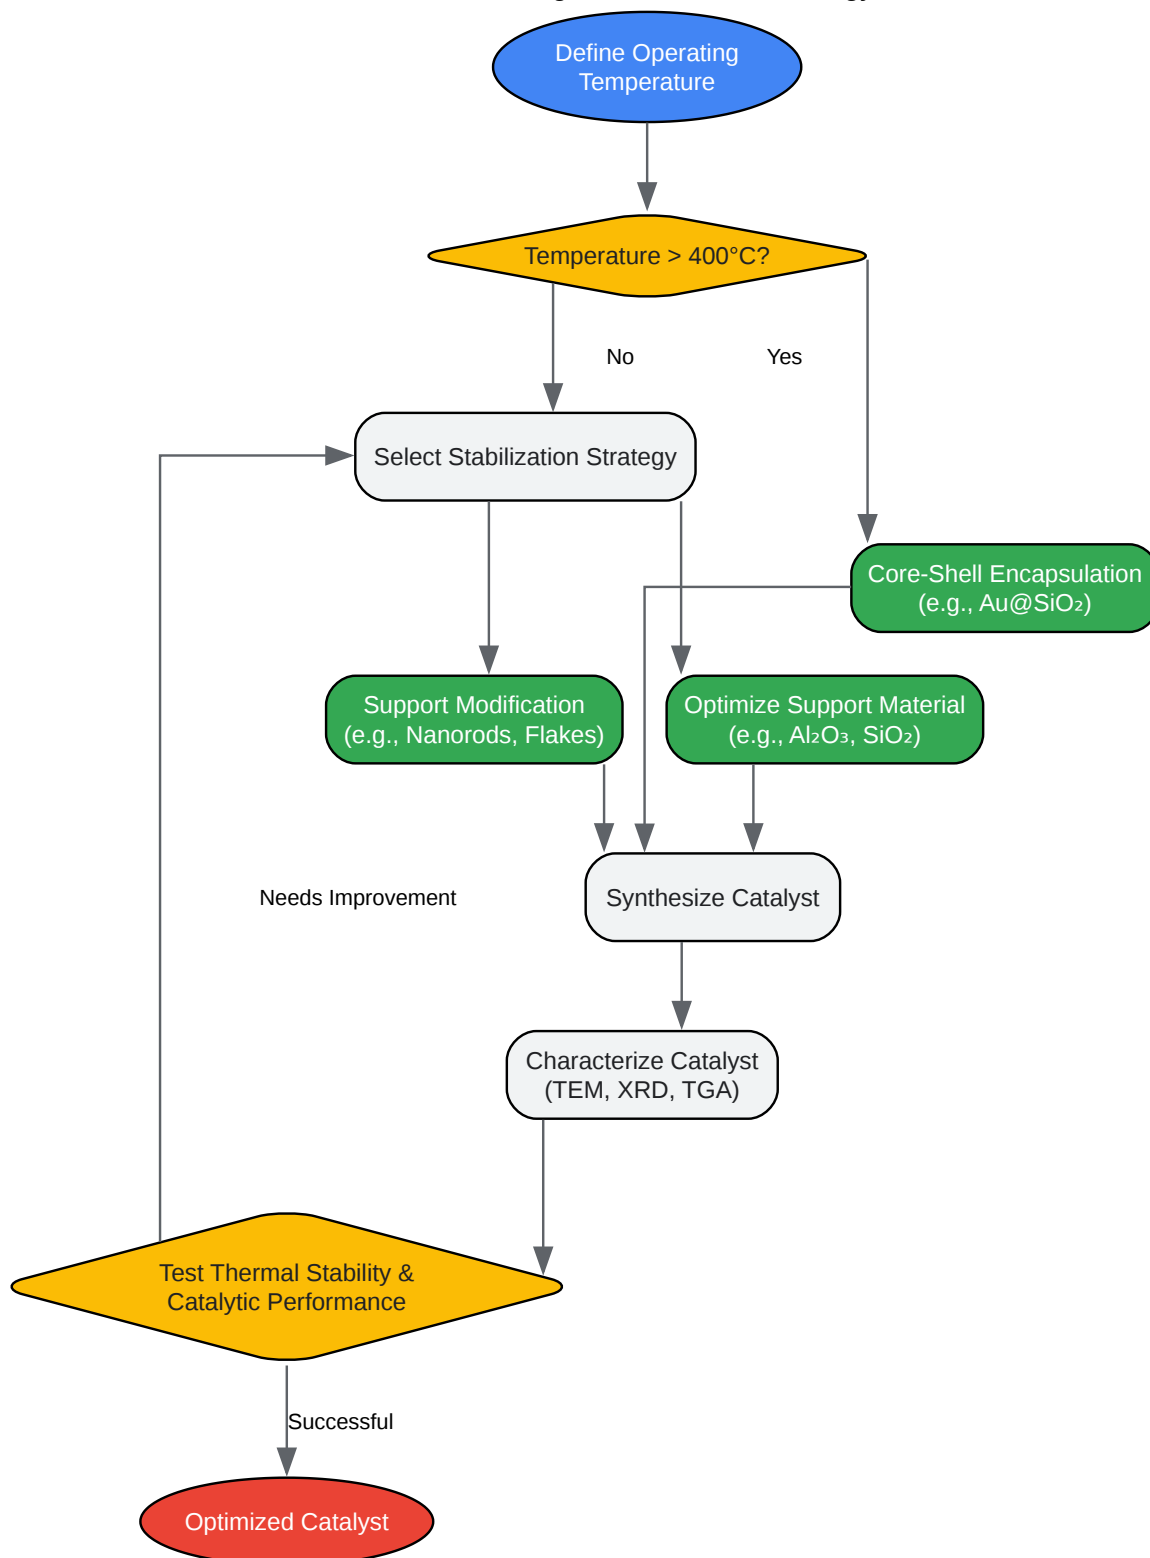 Define Operating
Temperature
Temperature > 400°C?
No
Yes
Select Stabilization Strategy
Core-Shell Encapsulation
(e.g., Au@SiO₂)
Support Modification
(e.g., Nanorods, Flakes)
Optimize Support Material
(e.g., Al₂O₃, SiO₂)
Needs Improvement
Synthesize Catalyst
Characterize Catalyst
(TEM, XRD, TGA)
Test Thermal Stability &
Catalytic Performance
Successful
Optimized Catalyst